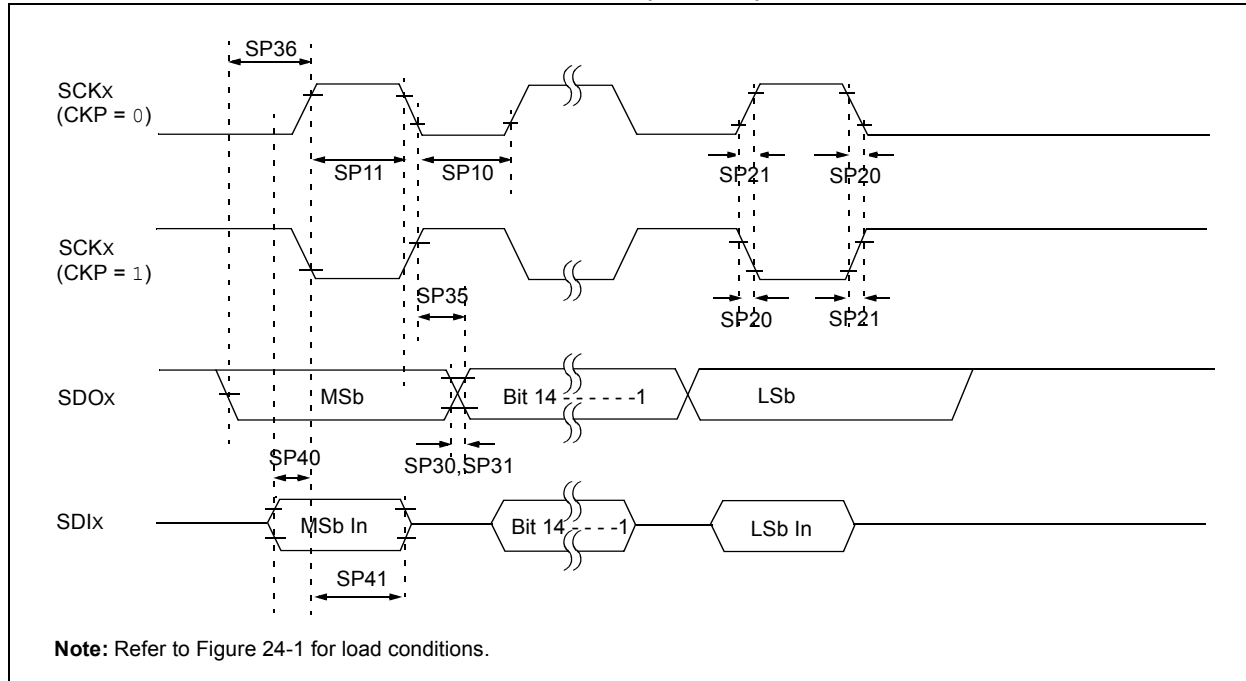 SP36
SCKx
(CKP = 0)
SP11
SP10
SP21
SP20
SCKx
(CKP = 1)
SP35
SP20
SP21
SDOx
MSb
Bit 14 - - - - - -1
LSb
SP40
SP30,SP31
SDIx
MSb In
Bit 14 - - - - -1
LSb In
SP41
Note: Refer to Figure 24-1 for load conditions.